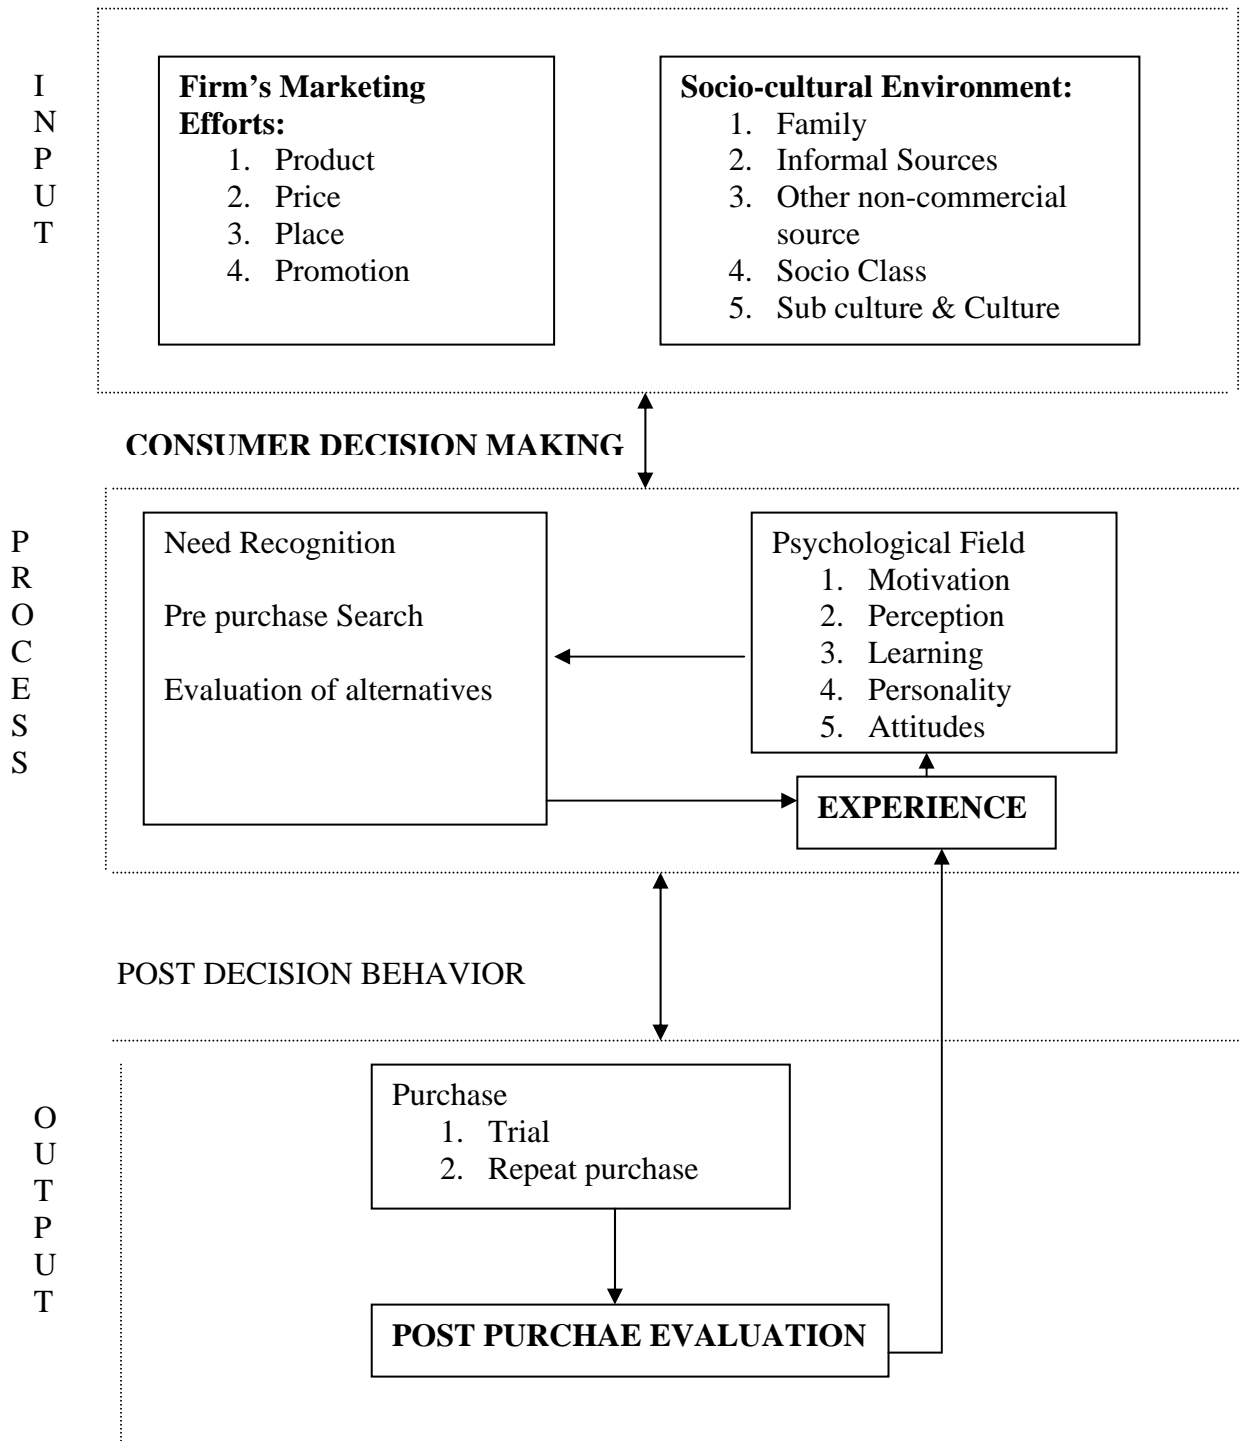 INPUT
Firm's Marketing
Efforts:
1. Product
2. Price
3. Place
4. Promotion
Socio-cultural Environment:
1. Family
2. Informal Sources
3. Other non-commercial
source
4. Socio Class
5. Sub culture & Culture
CONSUMER DECISION MAKING
PROCESS
Need Recognition
Pre purchase Search
Evaluation of alternatives
Psychological Field
1. Motivation
2. Perception
3. Learning
4. Personality
5. Attitudes
EXPERIENCE
POST DECISION BEHAVIOR
OUTPUT
Purchase
1. Trial
2. Repeat purchase
POST PURCHAE EVALUATION